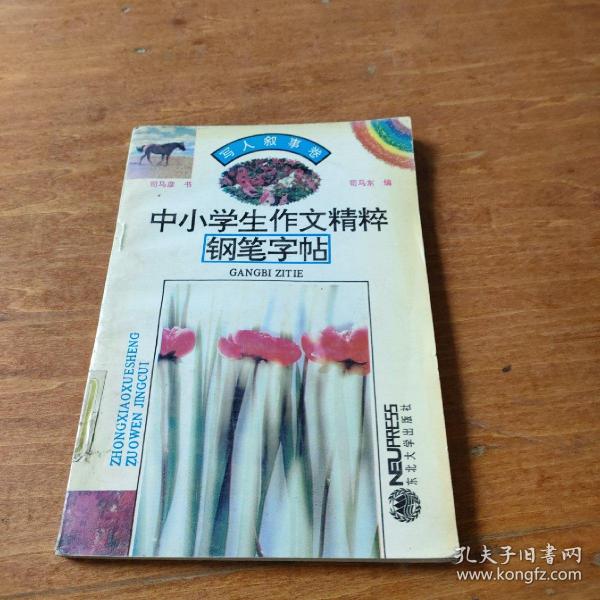 写人叙事卷
司马彦 书
司马东 编
中小学生作文精粹
钢笔字帖
GANGBI ZITIE
ZHONGXIAOXUESHENG
ZUOWEN JINGCUI
NEUPRESS
东北大学出版社
孔夫子旧书网
www.kongfz.com